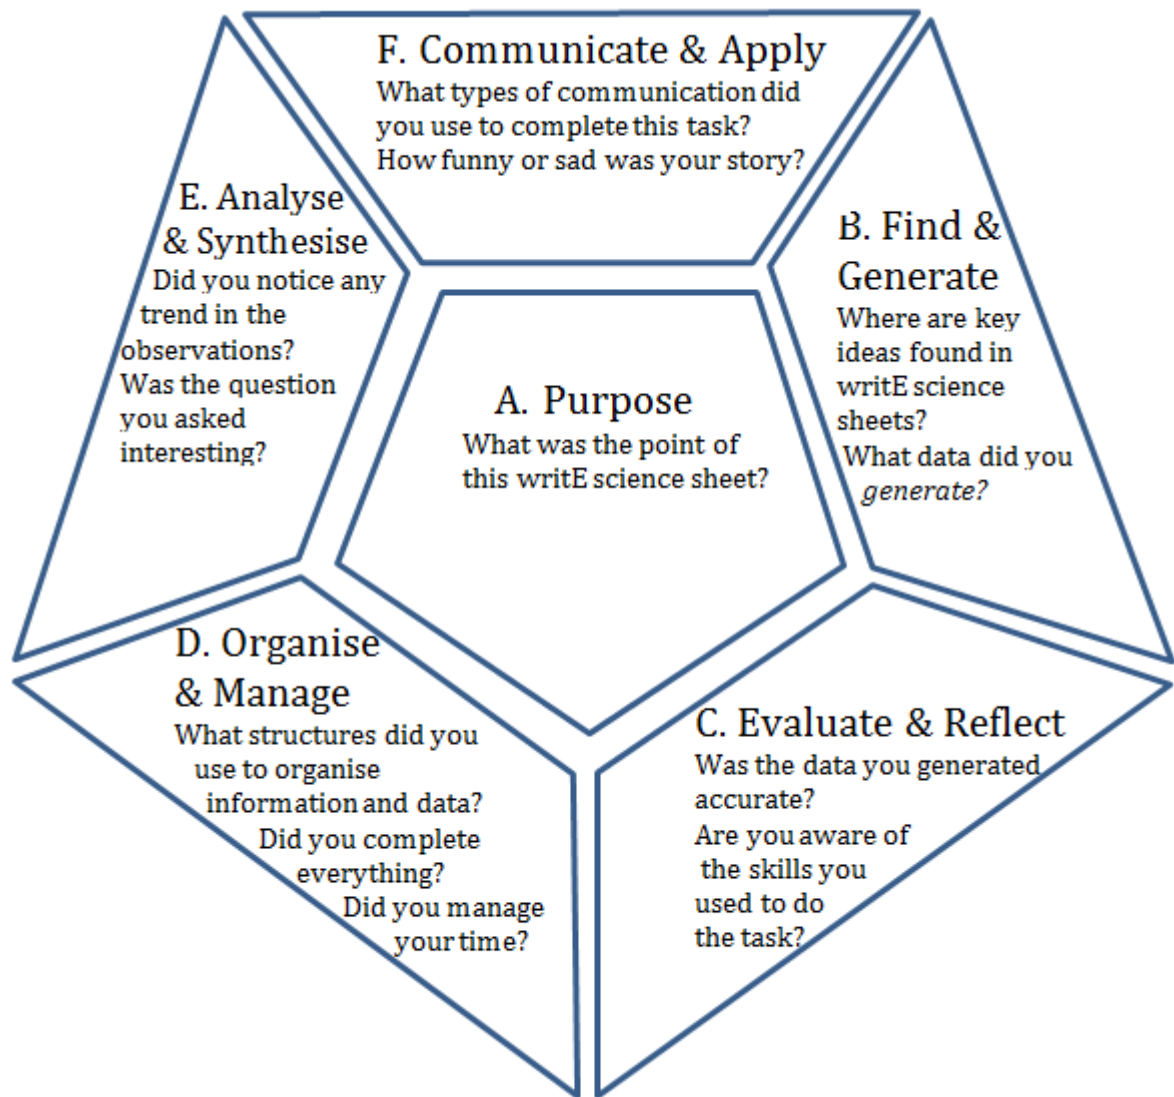 F. Communicate & Apply
What types of communication did
you use to complete this task?
How funny or sad was your story?
E. Analyse
& Synthesise
Did you notice any
trend in the
observations?
Was the question
you asked
interesting?
B. Find &
Generate
Where are key
ideas found in
writE science
sheets?
What data did you
generate?
A. Purpose
What was the point of
this writE science sheet?
D. Organise
& Manage
What structures did you
use to organise
information and data?
Did you complete
everything?
Did you manage
your time?
C. Evaluate & Reflect
Was the data you generated
accurate?
Are you aware of
the skills you
used to do
the task?